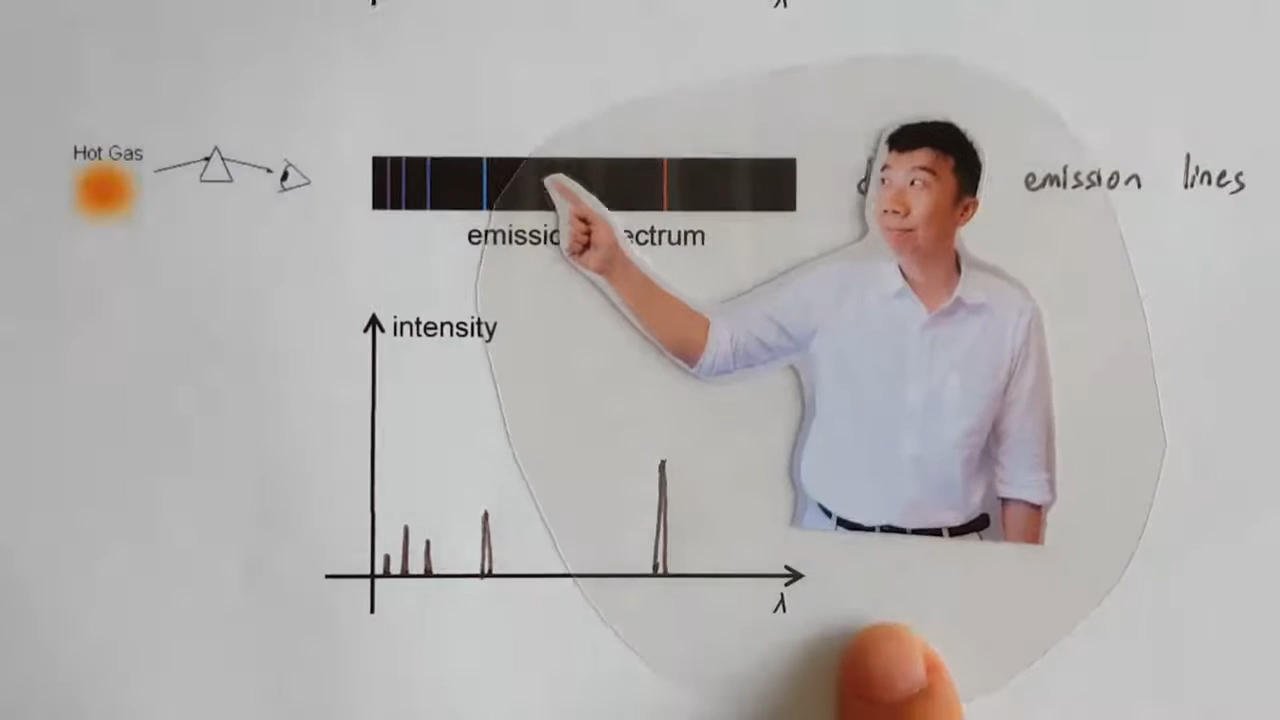 λ
Hot Gas
emission lines
intensity
λ